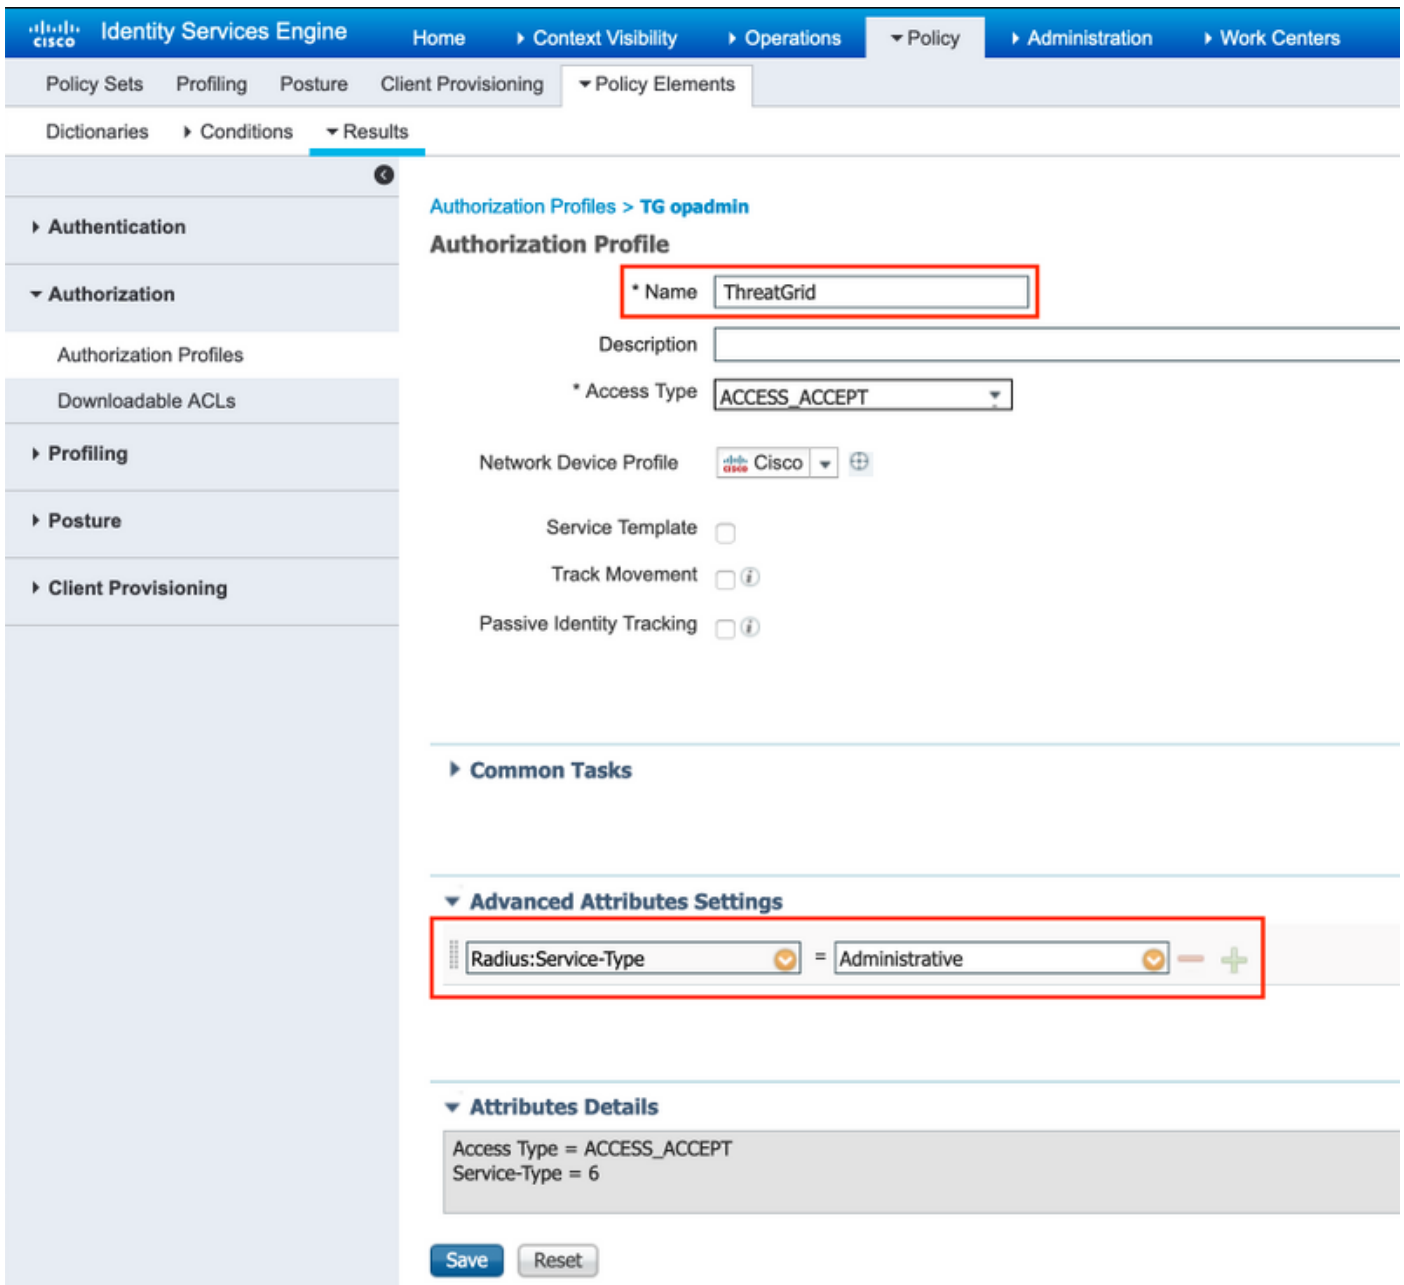 cisco Identity Services Engine Home Context Visibility Operations Policy Administration Work Centers
Policy Sets Profiling Posture Client Provisioning Policy Elements
Dictionaries Conditions Results
Authentication
Authorization
Authorization Profiles
Downloadable ACLs
Profiling
Posture
Client Provisioning
Authorization Profiles > TG opadmin
Authorization Profile
* Name ThreatGrid
Description
* Access Type ACCESS_ACCEPT
Network Device Profile cisco Cisco
Service Template
Track Movement i
Passive Identity Tracking i
Common Tasks
Advanced Attributes Settings
Radius:Service-Type = Administrative
Attributes Details
Access Type = ACCESS_ACCEPT
Service-Type = 6
Save Reset